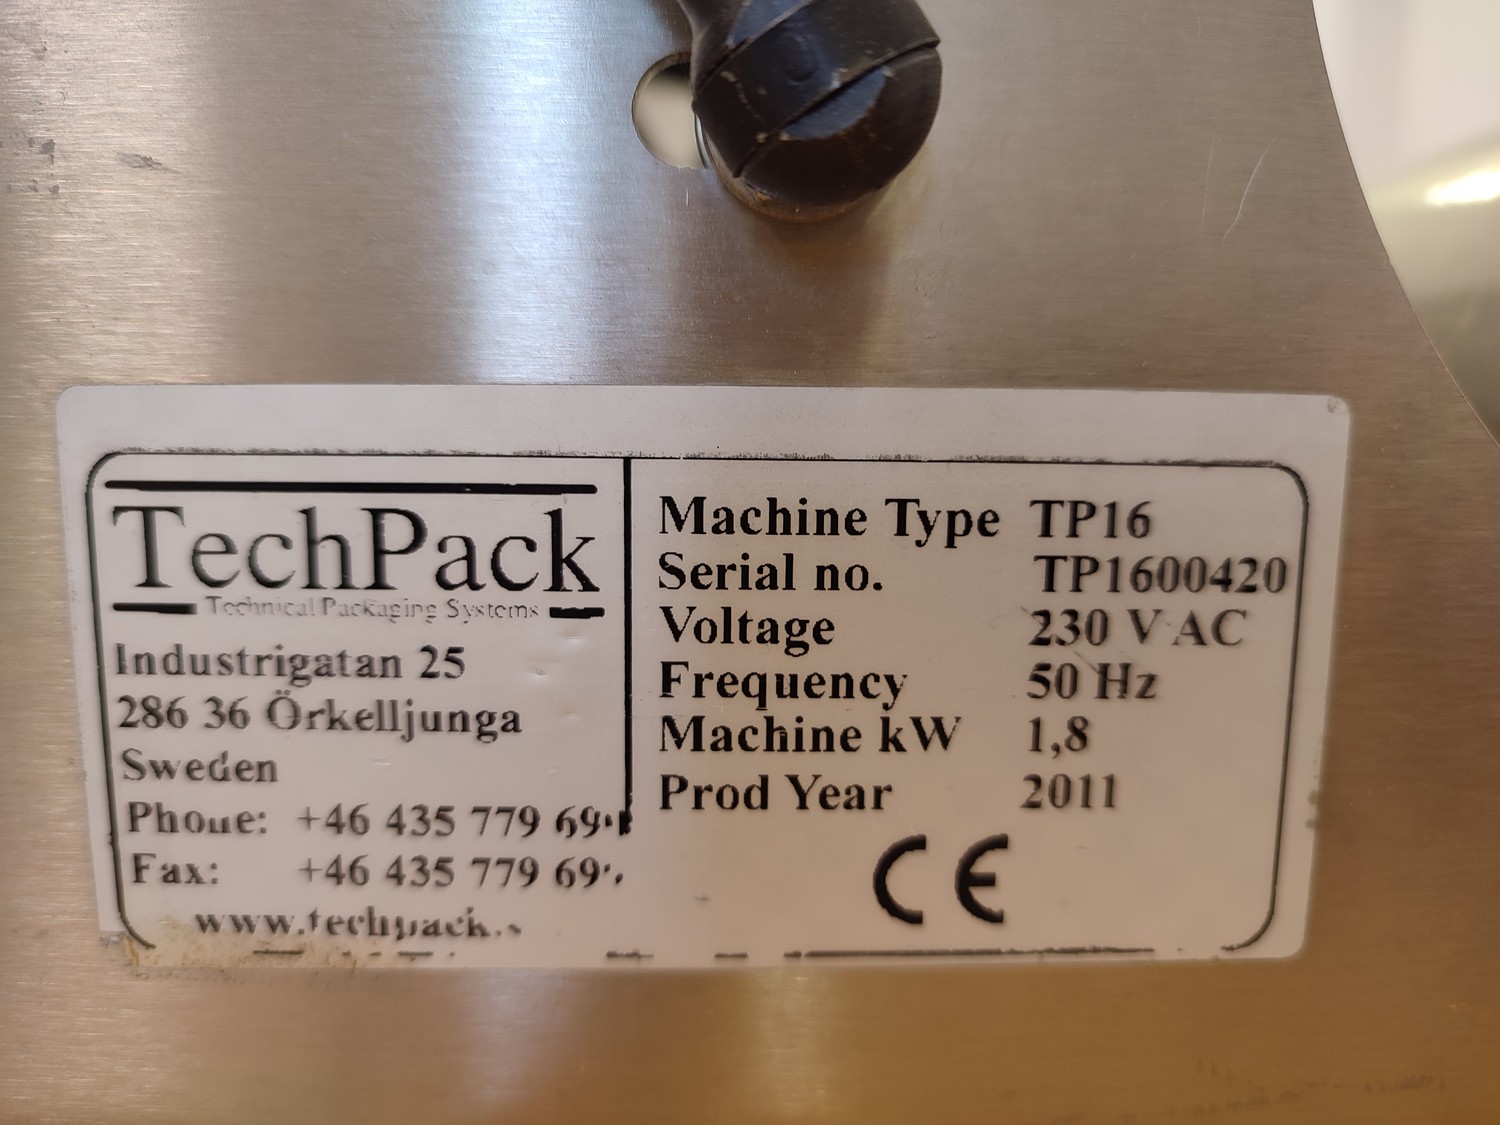 TechPack
Technical Packaging Systems
Industrigatan 25
286 36 Örkelljunga
Sweden
Phone: +46 435 779
Fax: +46 435 779
Machine Type TP16
Serial no. TP1600420
Voltage 230 V AC
Frequency 50 Hz
Machine kW 1,8
Prod Year 2011
CE